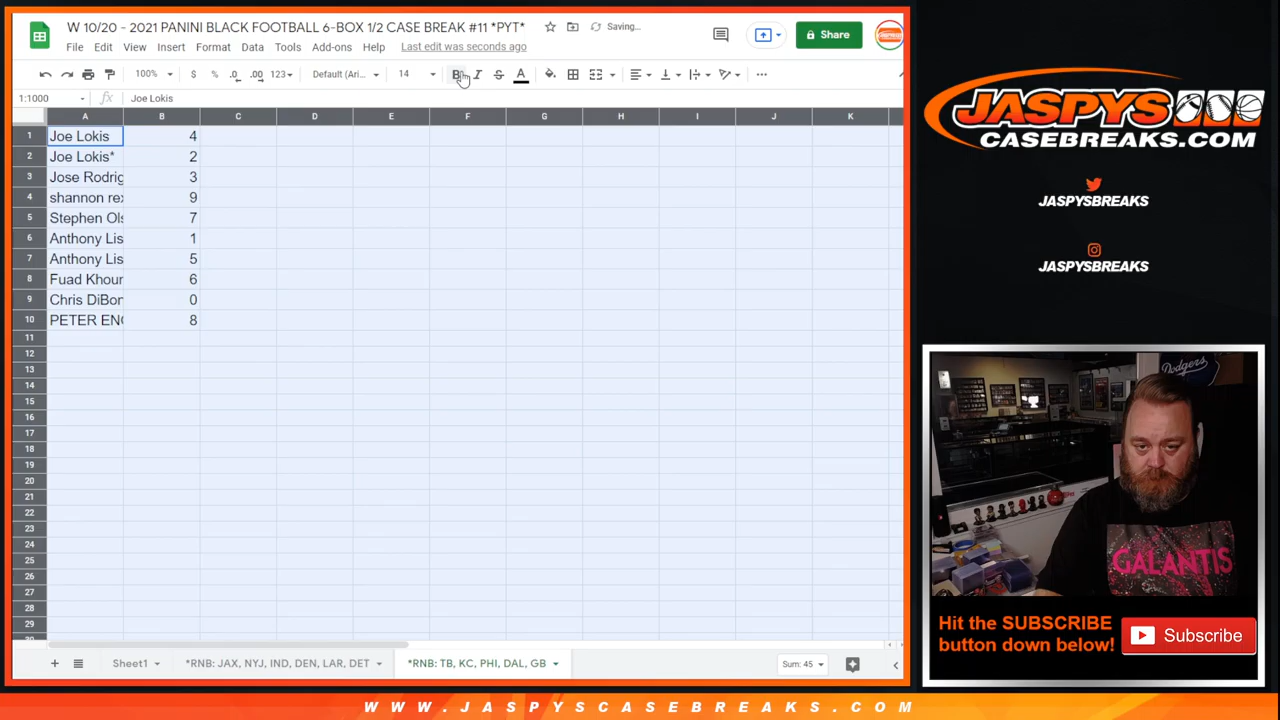 W 10/20 - 2021 PANINI BLACK FOOTBALL 6-BOX 1/2 CASE BREAK #11 *PYT*
Saving...
File Edit View Insert Format Data Tools Add-ons Help Last edit was seconds ago
Share
100% $ % .0 .00 123 Default (Ari... 14 B I S A
1:1000 fx Joe Lokis
A B C D E F G H I J K
1 Joe Lokis 4
2 Joe Lokis* 2
3 Jose Rodrig 3
4 shannon rex 9
5 Stephen Ols 7
6 Anthony Lis 1
7 Anthony Lis 5
8 Fuad Khour 6
9 Chris DiBon 0
10 PETER ENG 8
11
12
13
14
15
16
17
18
19
20
21
22
23
24
25
26
27
28
29
30
+ Sheet1 *RNB: JAX, NYJ, IND, DEN, LAR, DET *RNB: TB, KC, PHI, DAL, GB Sum: 45
JASPYS
CASEBREAKS.COM
JASPYSBREAKS
JASPYSBREAKS
Dodgers
GALANTIS
Hit the SUBSCRIBE
button down below!
Subscribe
WWW.JASPYSCASEBREAKS.COM